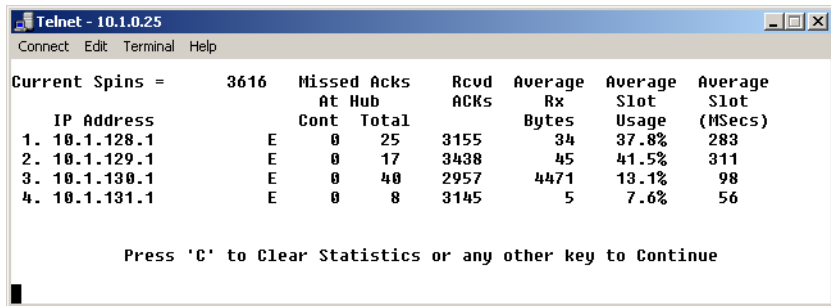 Telnet - 10.1.0.25
Connect Edit Terminal Help
Current Spins = 3616 Missed Acks Rcvd Average Average Average
At Hub ACKs Rx Slot Slot
IP Address Cont Total Bytes Usage (MSecs)
1. 10.1.128.1 E 0 25 3155 34 37.8% 283
2. 10.1.129.1 E 0 17 3438 45 41.5% 311
3. 10.1.130.1 E 0 40 2957 4471 13.1% 98
4. 10.1.131.1 E 0 8 3145 5 7.6% 56
Press 'C' to Clear Statistics or any other key to Continue